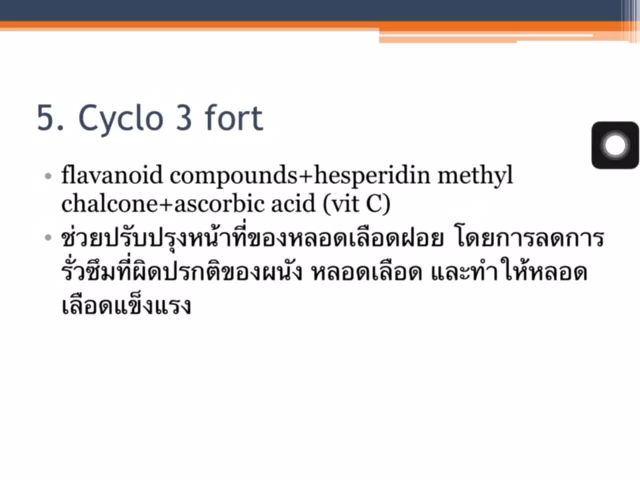 5. Cyclo 3 fort
• flavanoid compounds+hesperidin methyl
chalcone+ascorbic acid (vit C)
• ช่วยปรับปรุงหน้าที่ของหลอดเลือดฝอย โดยการลดการ
รั่วซึมที่ผิดปรกติของผนัง หลอดเลือด และทำให้หลอด
เลือดแข็งแรง